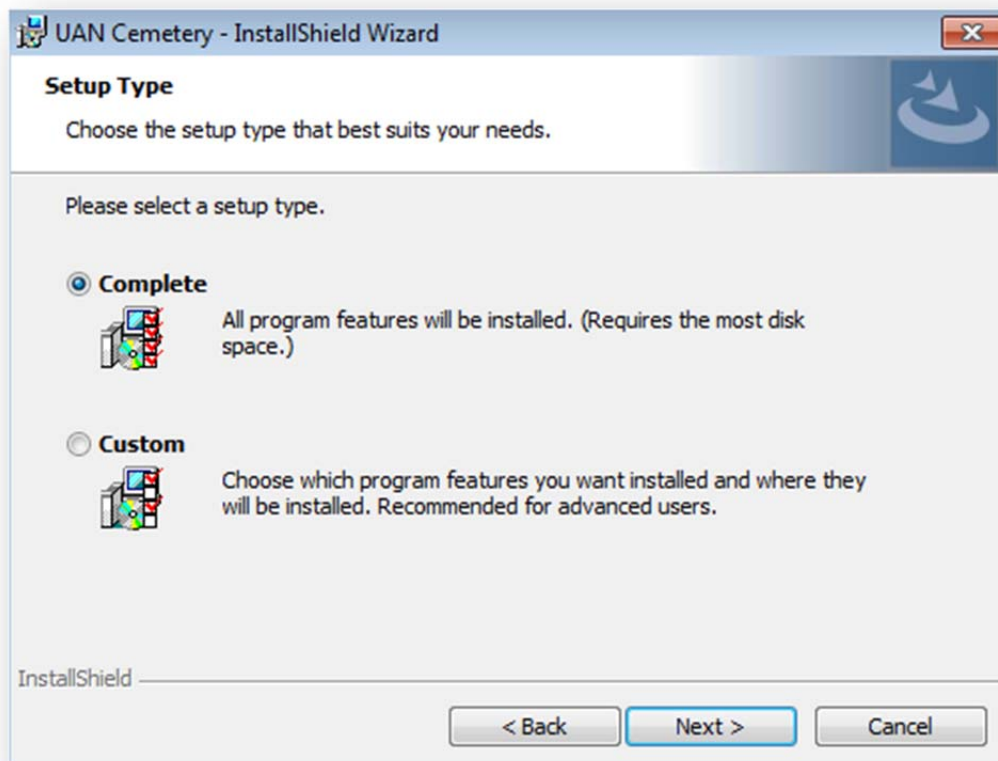 UAN Cemetery - InstallShield Wizard
Setup Type
Choose the setup type that best suits your needs.
Please select a setup type.
Complete
All program features will be installed. (Requires the most disk
space.)
Custom
Choose which program features you want installed and where they
will be installed. Recommended for advanced users.
InstallShield
< Back
Next >
Cancel